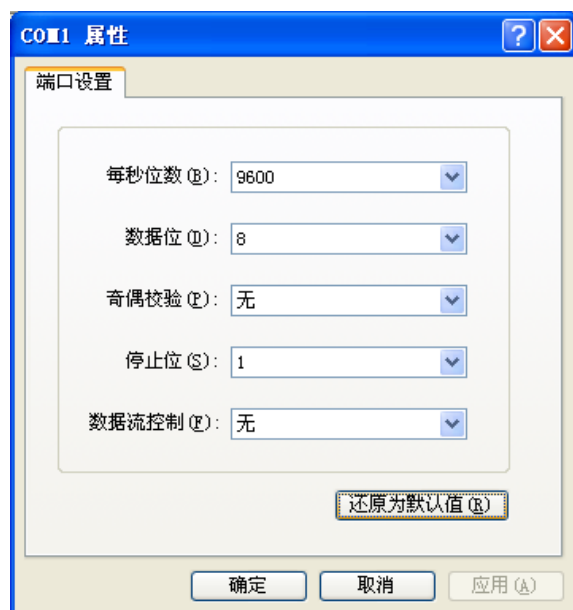 COM1 属性
端口设置
每秒位数(B): 9600
数据位(D): 8
奇偶校验(P): 无
停止位(S): 1
数据流控制(F): 无
还原为默认值(R)
确定 取消 应用(A)